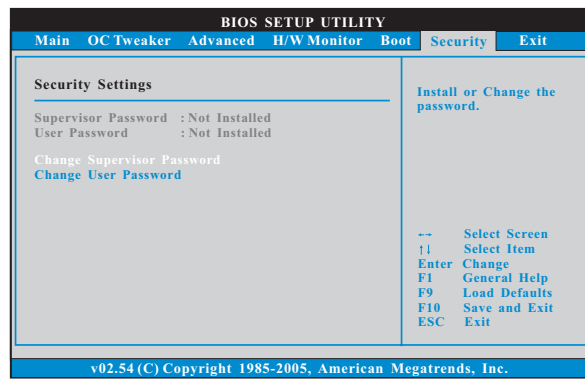 BIOS SETUP UTILITY
Main OC Tweaker Advanced H/W Monitor Boot Security Exit
Security Settings
Supervisor Password : Not Installed
User Password : Not Installed
Change Supervisor Password
Change User Password
Install or Change the
password.
←→ Select Screen
↑↓ Select Item
Enter Change
F1 General Help
F9 Load Defaults
F10 Save and Exit
ESC Exit
v02.54 (C) Copyright 1985-2005, American Megatrends, Inc.